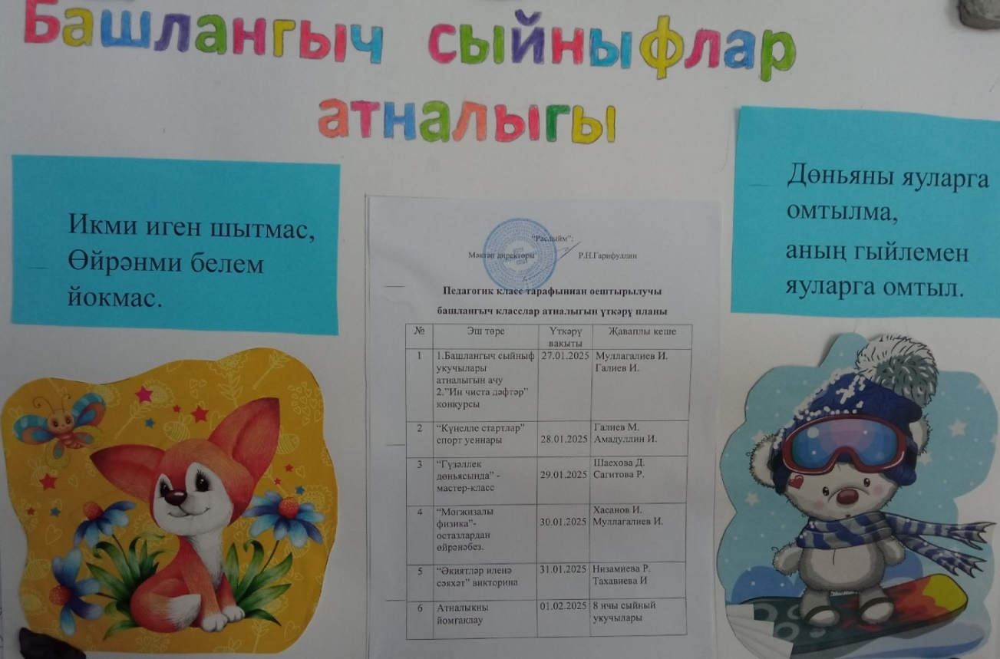 Башлангыч сыйныфлар
атналыгы
Икми иген шытмас,
Өйрәнми белем
йокмас.
Дөньяны яуларга
омтылма,
аның гыйлемен
яуларга омтыл.
“Раслыйм”:
Мәктәп директоры Р.Н.Гарифуллин
Педагогик класс тарафыннан оештырылучы
башлангыч класслар атналыгын үткәрү планы
№ Эш төре Үткәрү вакыты Җаваплы кеше
1 1.Башлангыч сыйныф 27.01.2025 Муллагалиев И.
укучылары Галиев И.
атналыгын ачу
2.”Ин чиста дәфтәр”
конкурсы
2 “Күнелле стартлар” Галиев М.
спорт уеннары 28.01.2025 Амадуллин И.
3 “Гүзәллек Шаехова Д.
дөньясында” - 29.01.2025 Сагитова Р.
мастер-класс
4 “Могжизалы Хасанов И.
физика”- 30.01.2025 Муллагалиев И.
остазлардан
өйрәнәбез.
5 “Әкиятләр иленә 31.01.2025 Низамиева Р.
сәяхәт” викторина Тахавиева И
6 Атналыкны 01.02.2025 8 нчы сыйный
йомгаклау укучылары